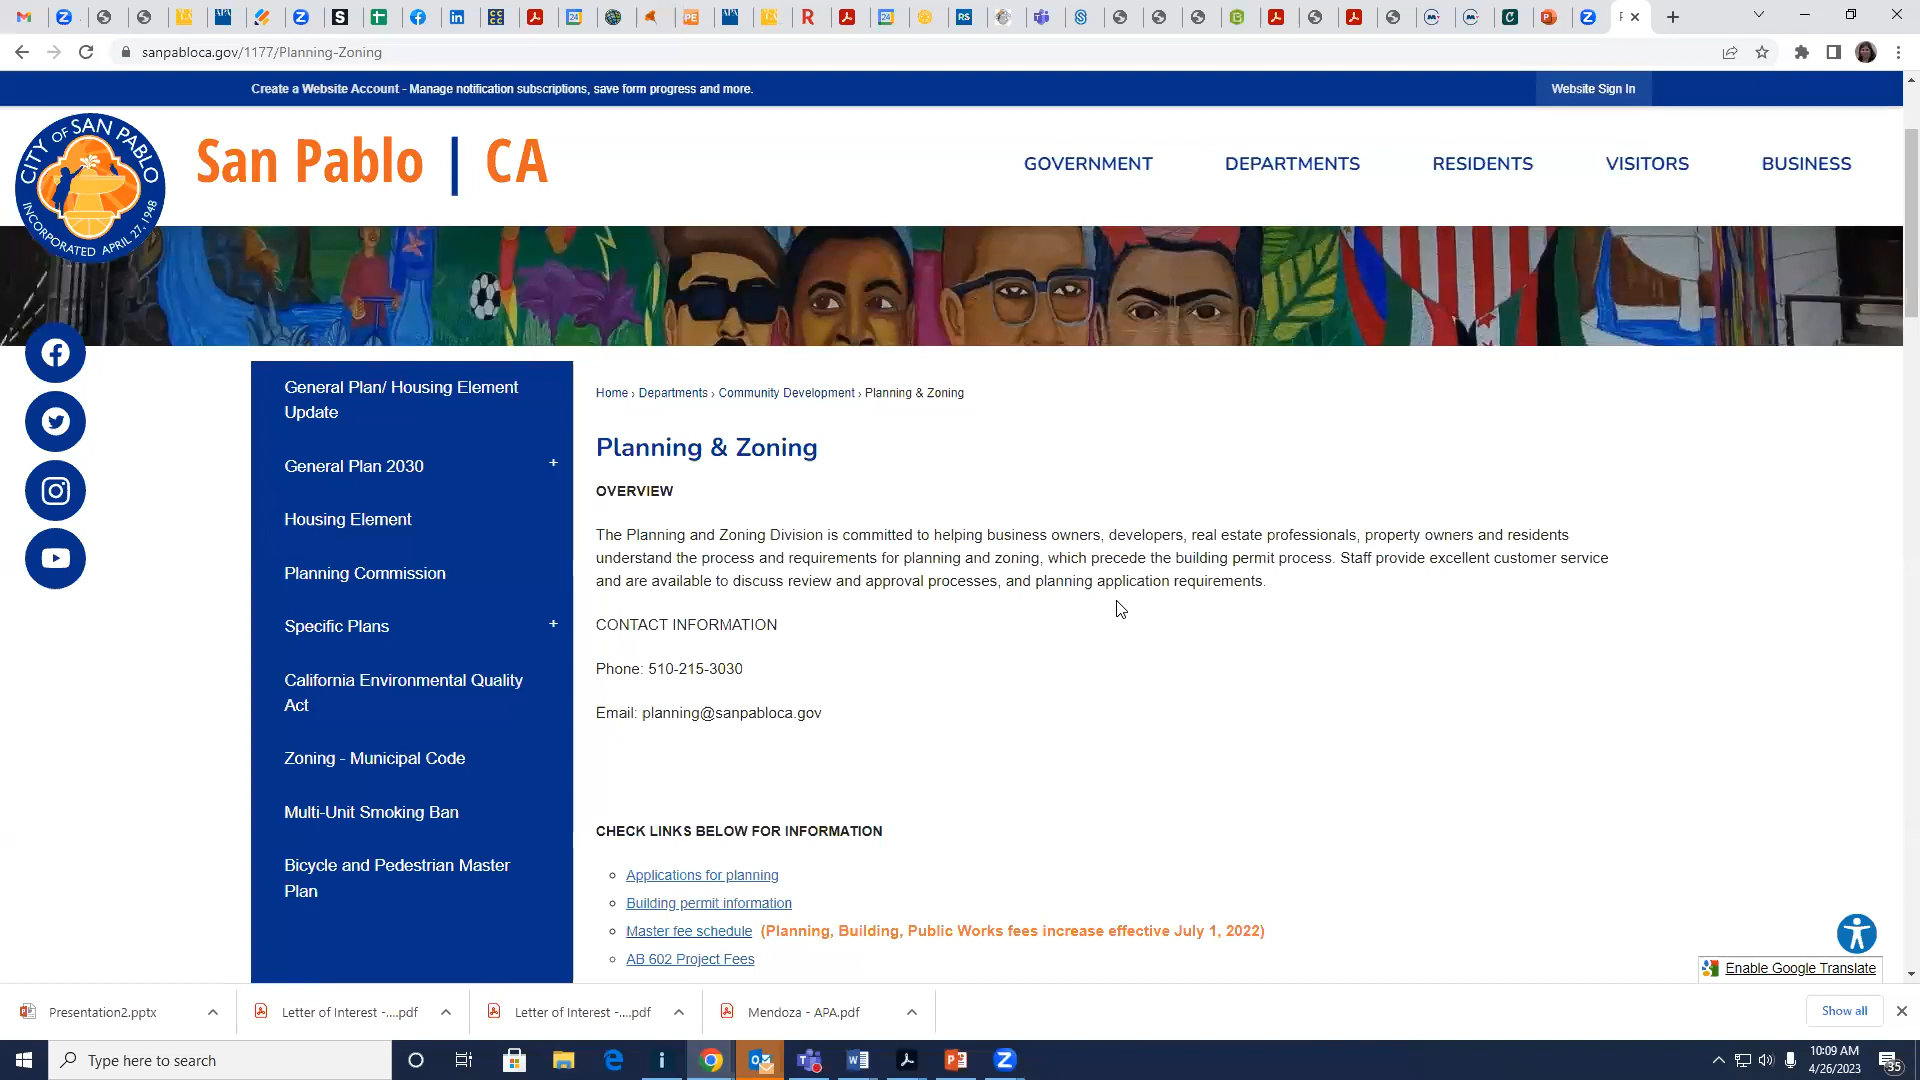 sanpabloca.gov/1177/Planning-Zoning
Create a Website Account - Manage notification subscriptions, save form progress and more.
Website Sign In
CITY OF SAN PABLO
INCORPORATED APRIL 27, 1948
San Pablo | CA
GOVERNMENT
DEPARTMENTS
RESIDENTS
VISITORS
BUSINESS
General Plan/ Housing Element
Update
General Plan 2030 +
Housing Element
Planning Commission
Specific Plans +
California Environmental Quality
Act
Zoning - Municipal Code
Multi-Unit Smoking Ban
Bicycle and Pedestrian Master
Plan
Home › Departments › Community Development › Planning & Zoning
Planning & Zoning
OVERVIEW
The Planning and Zoning Division is committed to helping business owners, developers, real estate professionals, property owners and residents
understand the process and requirements for planning and zoning, which precede the building permit process. Staff provide excellent customer service
and are available to discuss review and approval processes, and planning application requirements.
CONTACT INFORMATION
Phone: 510-215-3030
Email: planning@sanpabloca.gov
CHECK LINKS BELOW FOR INFORMATION
Applications for planning
Building permit information
Master fee schedule (Planning, Building, Public Works fees increase effective July 1, 2022)
AB 602 Project Fees
Enable Google Translate
Presentation2.pptx
Letter of Interest -....pdf
Letter of Interest -....pdf
Mendoza - APA.pdf
Show all
Type here to search
10:09 AM
4/26/2023
35